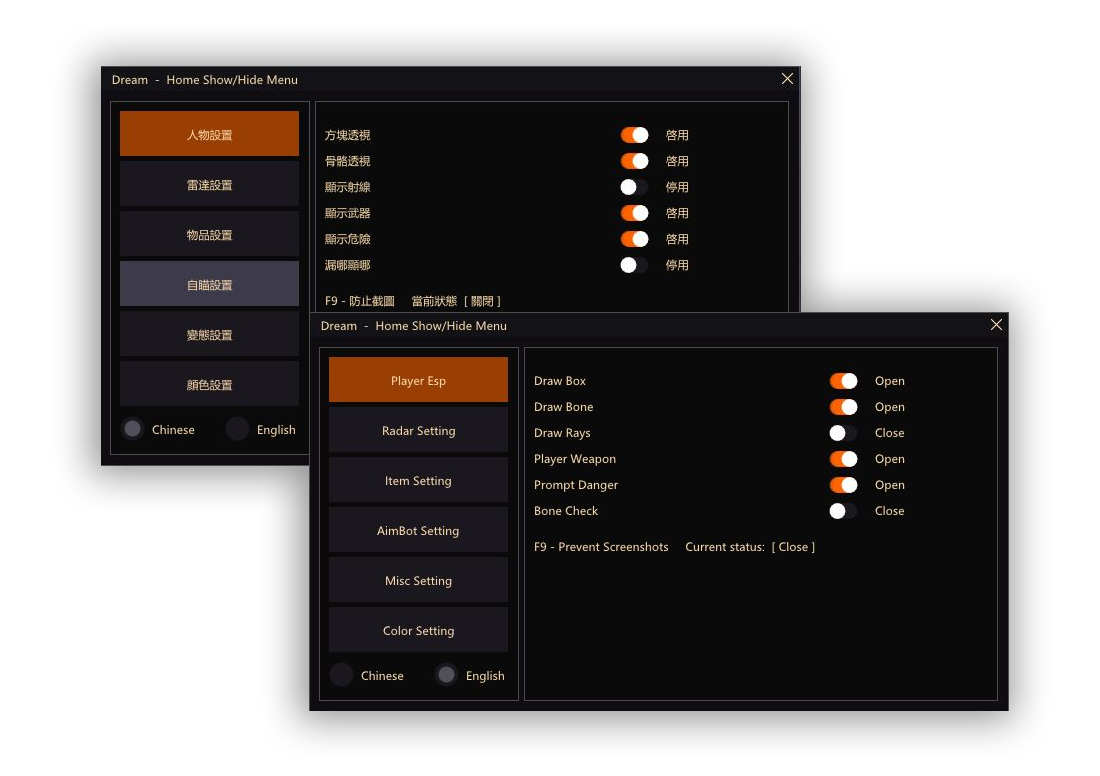 Dream - Home Show/Hide Menu
人物設置
雷達設置
物品設置
自瞄設置
變態設置
顏色設置
Chinese English
方塊透視 啓用
骨骼透視 啓用
顯示射線 停用
顯示武器 啓用
顯示危險 啓用
漏哪顯哪 停用
F9 - 防止截圖 當前狀態 [ 關閉 ]
Dream - Home Show/Hide Menu
Player Esp
Radar Setting
Item Setting
AimBot Setting
Misc Setting
Color Setting
Chinese English
Draw Box Open
Draw Bone Open
Draw Rays Close
Player Weapon Open
Prompt Danger Open
Bone Check Close
F9 - Prevent Screenshots Current status: [ Close ]